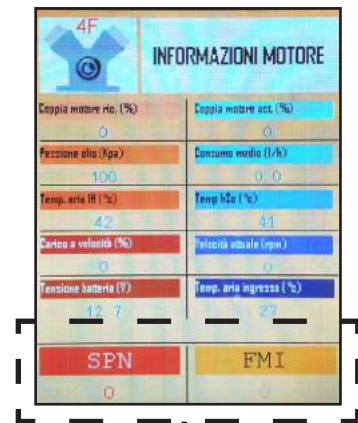 4F
INFORMAZIONI MOTORE
Coppia motore ric. (%) Coppia motore act. (%)
0 0
Pessione olio (Kpa) Consumo medio (l/h)
100 0.0
Temp. aria IM (°c) Temp h2o (°c)
42 41
Carico a velocità (%) Velocità attuale (rpm)
0 0
Tensione batteria (V) Temp. aria ingresso (°c)
12.7 27
SPN FMI
0 0